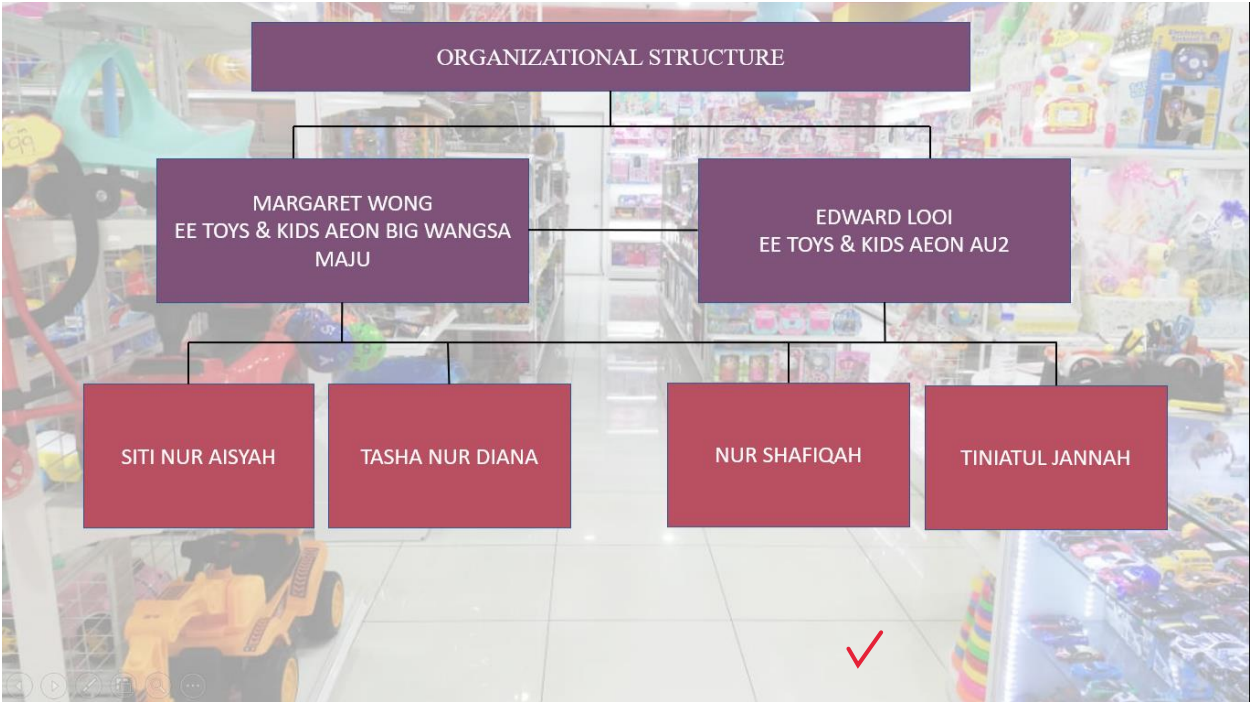 ORGANIZATIONAL STRUCTURE
MARGARET WONG
EE TOYS & KIDS AEON BIG WANGSA
MAJU
EDWARD LOOI
EE TOYS & KIDS AEON AU2
SITI NUR AISYAH
TASHA NUR DIANA
NUR SHAFIQAH
TINIATUL JANNAH